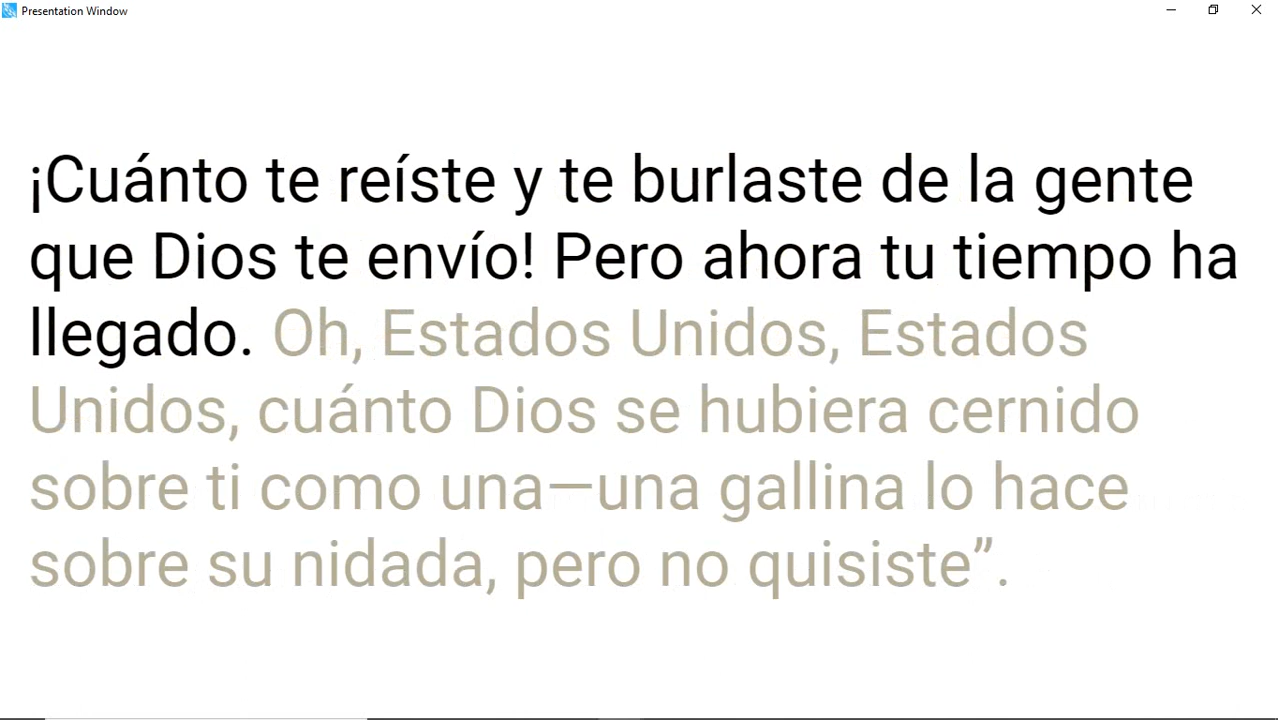 Presentation Window
¡Cuánto te reíste y te burlaste de la gente
que Dios te envío! Pero ahora tu tiempo ha
llegado. Oh, Estados Unidos, Estados
Unidos, cuánto Dios se hubiera cernido
sobre ti como una—una gallina lo hace
sobre su nidada, pero no quisiste”.